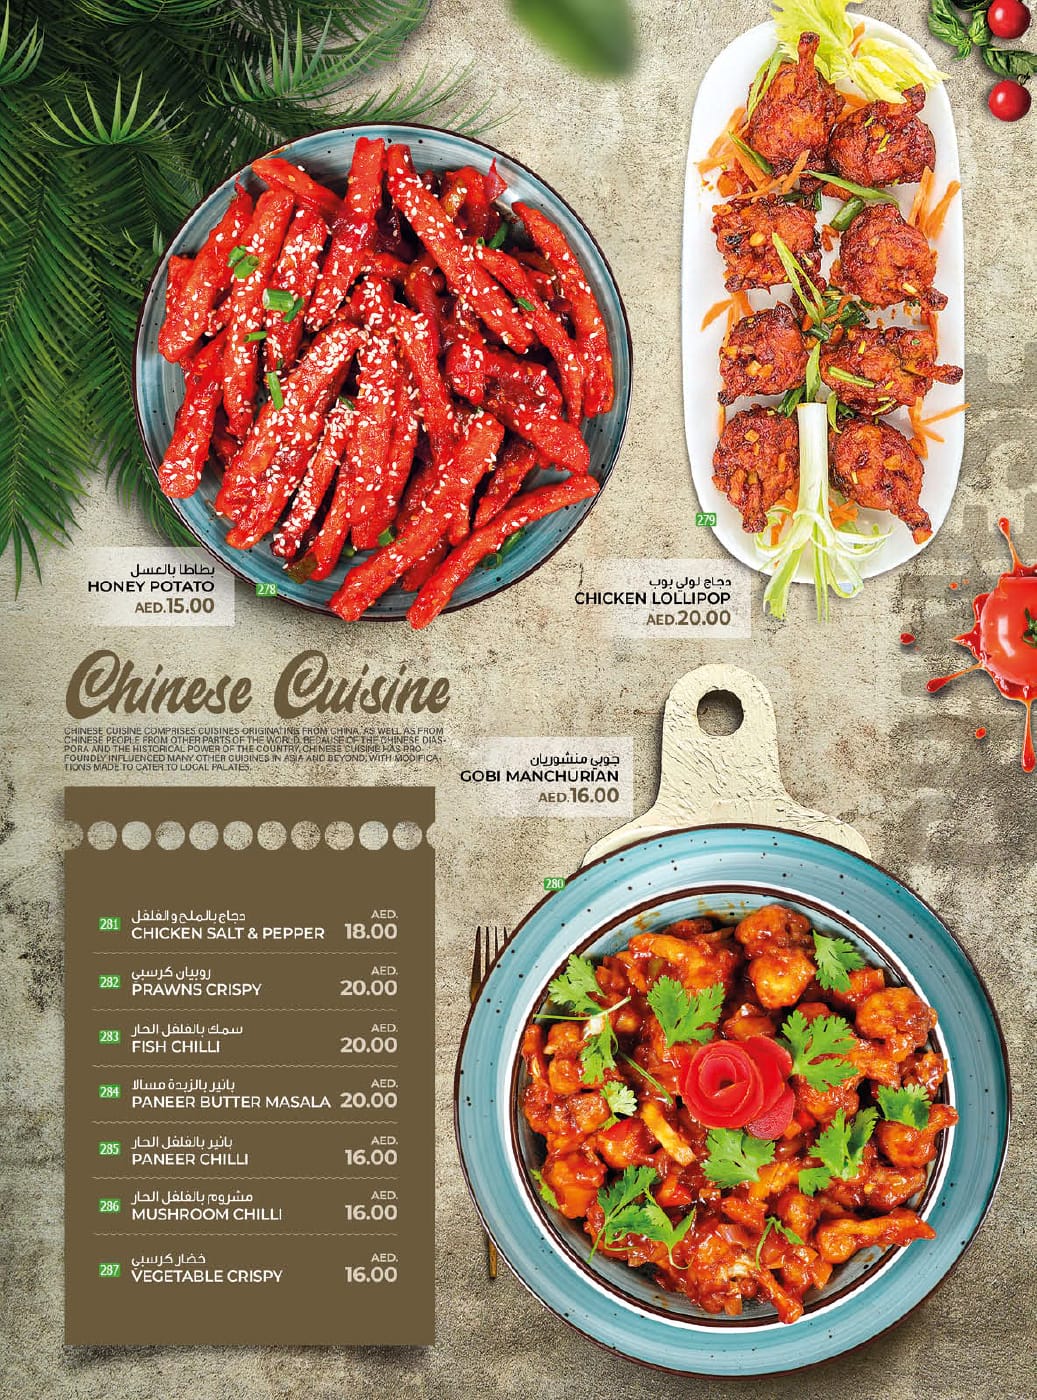 بطاطا بالعسل
HONEY POTATO
AED.15.00
278
279
دجاج لولي بوب
CHICKEN LOLLIPOP
AED.20.00
Chinese Cuisine
CHINESE CUISINE COMPRISES CUISINES ORIGINATING FROM CHINA, AS WELL AS FROM
CHINESE PEOPLE FROM OTHER PARTS OF THE WORLD. BECAUSE OF THE CHINESE DIAS-
PORA AND THE HISTORICAL POWER OF THE COUNTRY, CHINESE CUISINE HAS PRO
FOUNDLY INFLUENCED MANY OTHER CUISINES IN ASIA AND BEYOND, WITH MODIFICA-
TIONS MADE TO CATER TO LOCAL PALATES.
جوبي منشوريان
GOBI MANCHURIAN
AED.16.00
280
281 دجاج بالملح و الفلفل AED.
CHICKEN SALT & PEPPER 18.00
282 روبيان كرسبي AED.
PRAWNS CRISPY 20.00
283 سمك بالفلفل الحار AED.
FISH CHILLI 20.00
284 بانير بالزبدة مسالا AED.
PANEER BUTTER MASALA 20.00
285 بانير بالفلفل الحار AED.
PANEER CHILLI 16.00
286 مشروم بالفلفل الحار AED.
MUSHROOM CHILLI 16.00
287 خضار كرسبي AED.
VEGETABLE CRISPY 16.00